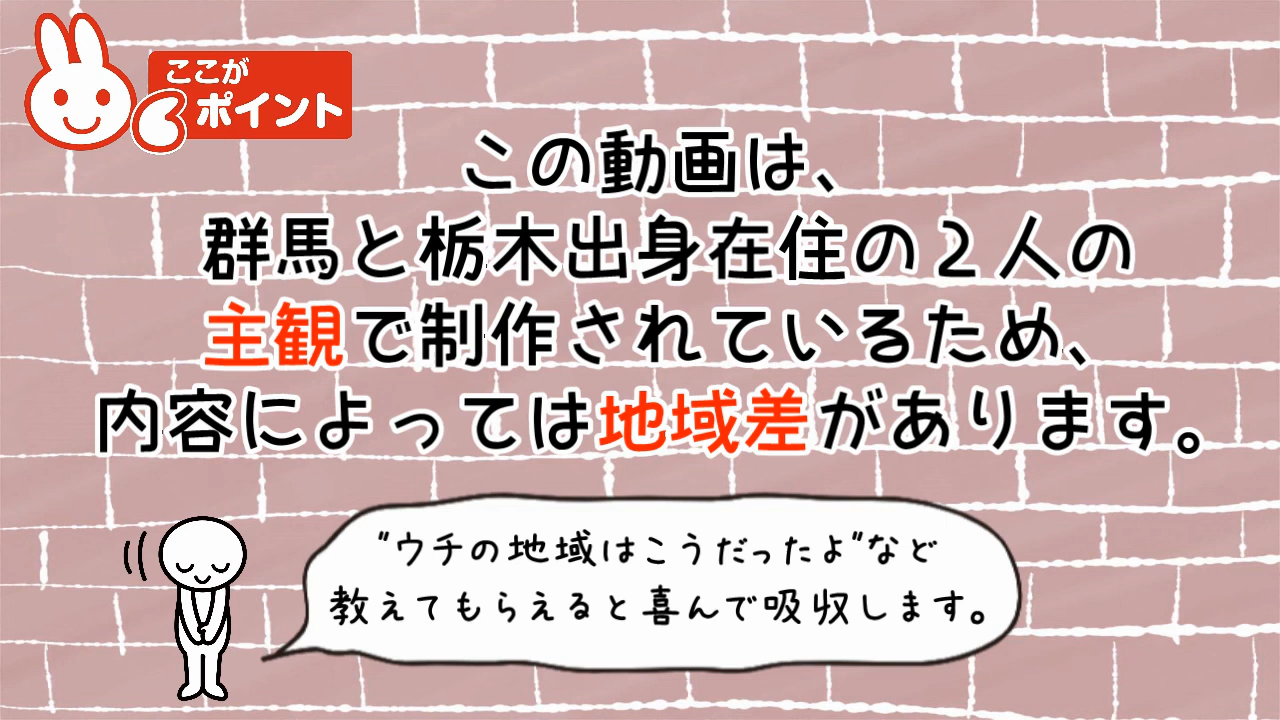 ここが
ポイント
この動画は、
群馬と栃木出身在住の２人の
主観で制作されているため、
内容によっては地域差があります。
"ウチの地域はこうだったよ"など
教えてもらえると喜んで吸収します。